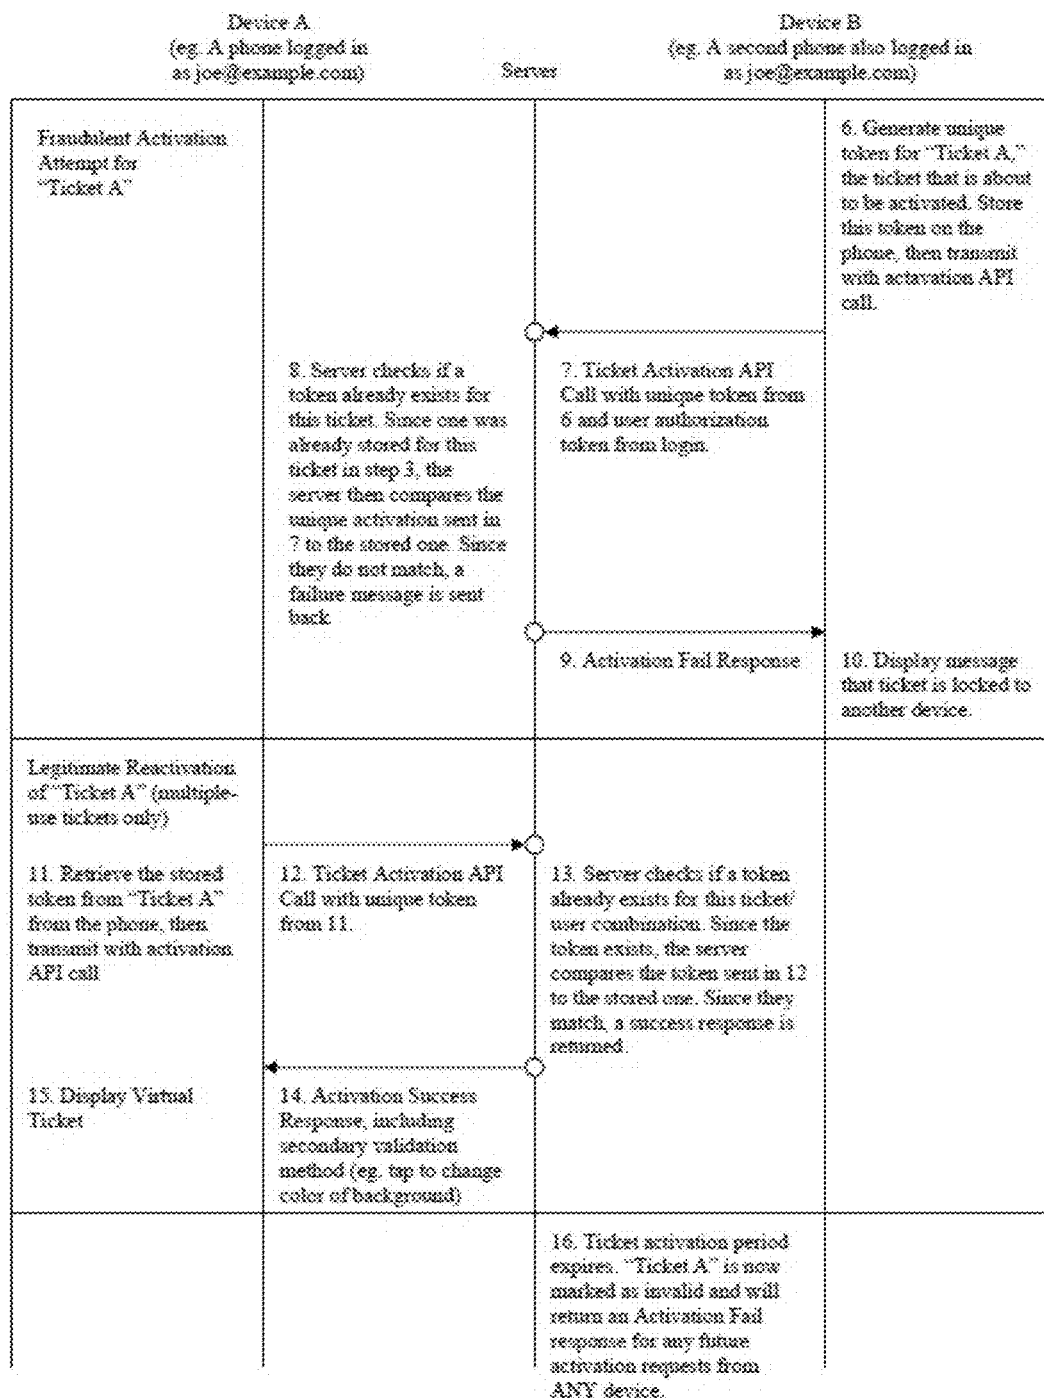 Device A
(eg. A phone logged in
as joe@example.com)
Server
Device B
(eg. A second phone also logged in
as joe@example.com)
Fraudulent Activation
Attempt for
“Ticket A”
6. Generate unique
token for “Ticket A,”
the ticket that is about
to be activated. Store
this token on the
phone, then transmit
with actavation API
call.
8. Server checks if a
token already exists for
this ticket. Since one was
already stored for this
ticket in step 3, the
server then compares the
unique activation sent in
7 to the stored one. Since
they do not match, a
failure message is sent
back.
7. Ticket Activation API
Call with unique token from
6 and user authorization
token from login.
9. Activation Fail Response
10. Display message
that ticket is locked to
another device.
Legitimate Reactivation
of “Ticket A” (multiple-
use tickets only)
11. Retrieve the stored
token from “Ticket A”
from the phone, then
transmit with activation
API call
12. Ticket Activation API
Call with unique token
from 11.
13. Server checks if a token
already exists for this ticket/
user combination. Since the
token exists, the server
compares the token sent in 12
to the stored one. Since they
match, a success response is
returned.
15. Display Virtual
Ticket
14. Activation Success
Response, including
secondary validation
method (eg. tap to change
color of background)
16. Ticket activation period
expires. “Ticket A” is now
marked as invalid and will
return an Activation Fail
response for any future
activation requests from
ANY device.